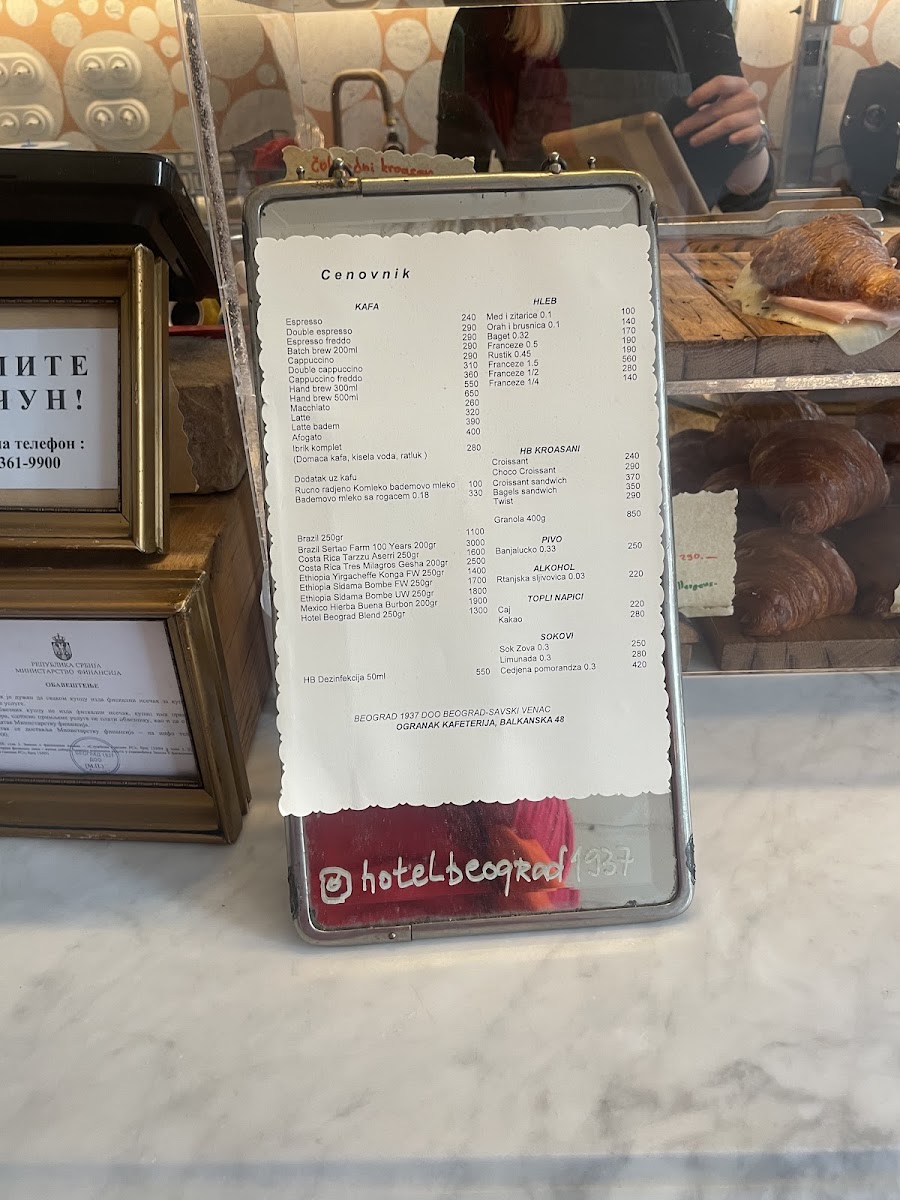 Cenovnik
KAFA
Espresso 240
Double espresso 290
Espresso freddo 290
Batch brew 200ml 290
Cappuccino 290
Double cappuccino 310
Cappuccino freddo 360
Hand brew 300ml 550
Hand brew 500ml 650
Macchiato 260
Latte 320
Latte badem 390
Afogato 400
Ibrik komplet 280
(Domaca kafa, kisela voda, ratluk )
Dodatak uz kafu
Rucno radjeno Komleko bademovo mleko 100
Bademovo mleko sa rogacem 0.18 330
Brazil 250gr 1100
Brazil Sertao Farm 100 Years 200gr 3000
Costa Rica Tarzzu Aserri 250gr 1600
Costa Rica Tres Milagros Gesha 200gr 2500
Ethiopia Yirgacheffe Konga FW 250gr 1400
Ethiopia Sidama Bombe FW 250gr 1700
Ethiopia Sidama Bombe UW 250gr 1800
Mexico Hierba Buena Burbon 200gr 1900
Hotel Beograd Blend 250gr 1300
HB Dezinfekcija 50ml 550
HLEB
Med i zitarice 0.1 100
Orah i brusnica 0.1 140
Baget 0.32 170
Franceze 0.5 190
Rustik 0.45 190
Franceze 1.5 560
Franceze 1/2 280
Franceze 1/4 140
HB KROASANI
Croissant 240
Choco Croissant 290
Croissant sandwich 370
Bagels sandwich 350
Twist 290
Granola 400g 850
PIVO
Banjalucko 0.33 250
ALKOHOL
Rtanjska sljivovica 0.03 220
TOPLI NAPICI
Caj 220
Kakao 280
SOKOVI
Sok Zova 0.3 250
Limunada 0.3 280
Cedjena pomorandza 0.3 420
BEOGRAD 1937 DOO BEOGRAD-SAVSKI VENAC
OGRANAK KAFETERIJA, BALKANSKA 48
@hotelbeograd1937
телефон :
361-9900
РЕПУБЛИКА СРБИЈА
МИНИСТАРСТВО ФИНАНСИЈА
ОБАВЕШТЕЊЕ